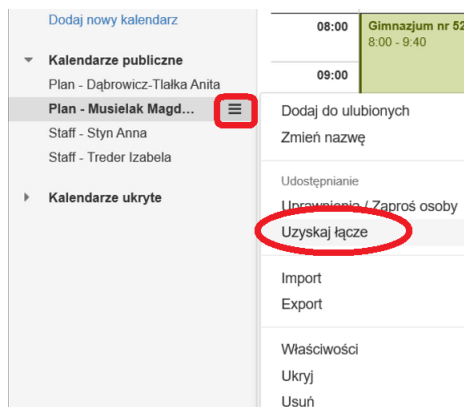 Dodaj nowy kalendarz
Kalendarze publiczne
Plan - Dąbrowicz-Tlałka Anita
Plan - Musielak Magd...
Staff - Styn Anna
Staff - Treder Izabela
Kalendarze ukryte
08:00
Gimnazjum nr 52
8:00 - 9:40
09:00
Dodaj do ulubionych
Zmień nazwę
Udostępnianie
Uprawnienia / Zaproś osoby
Uzyskaj łącze
Import
Export
Właściwości
Ukryj
Usuń